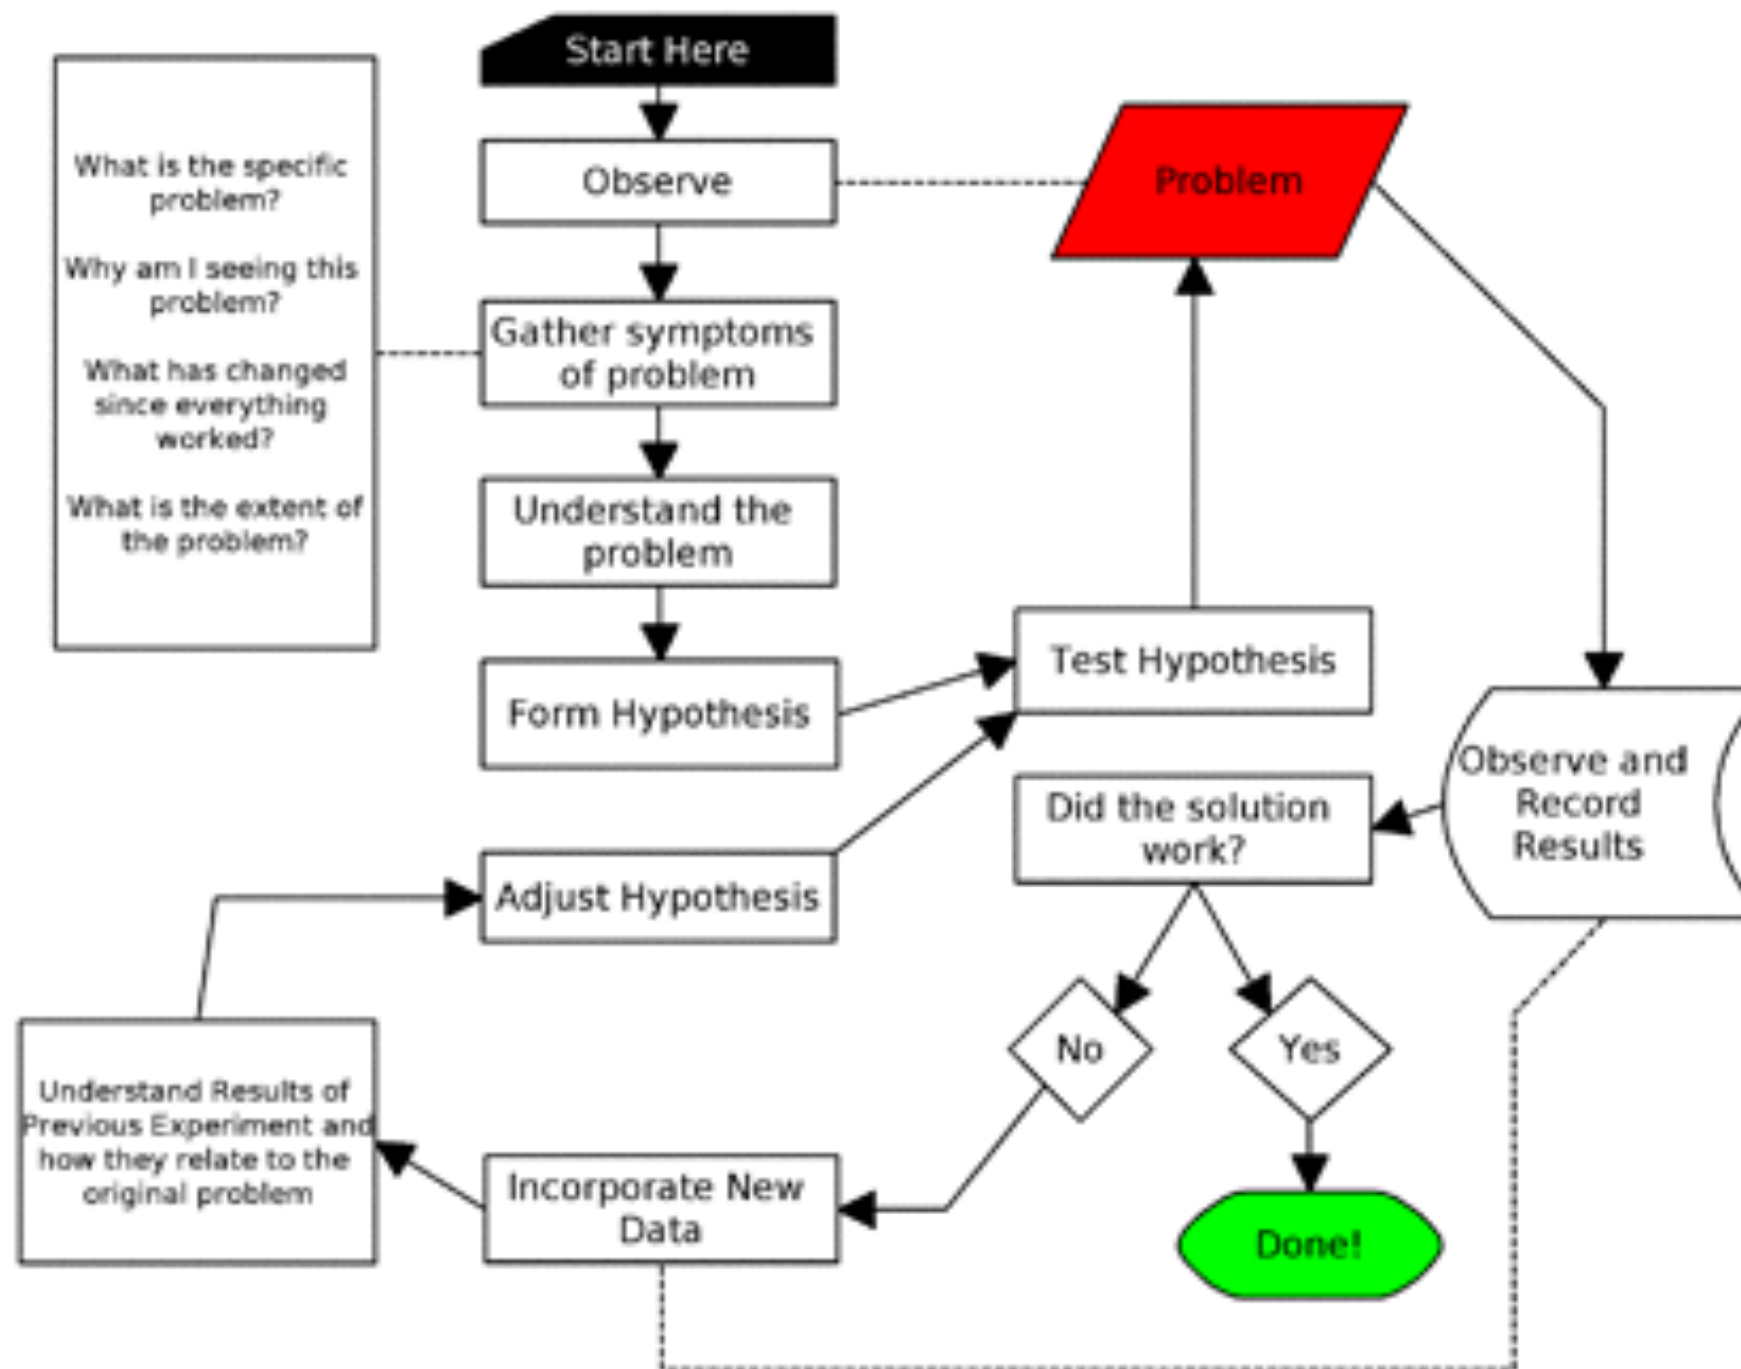 Start Here
Observe
Problem
What is the specific
problem?
Why am I seeing this
problem?
What has changed
since everything
worked?
What is the extent of
the problem?
Gather symptoms
of problem
Understand the
problem
Form Hypothesis
Test Hypothesis
Observe and
Record
Results
Did the solution
work?
Adjust Hypothesis
No
Yes
Understand Results of
Previous Experiment and
how they relate to the
original problem
Incorporate New
Data
Done!